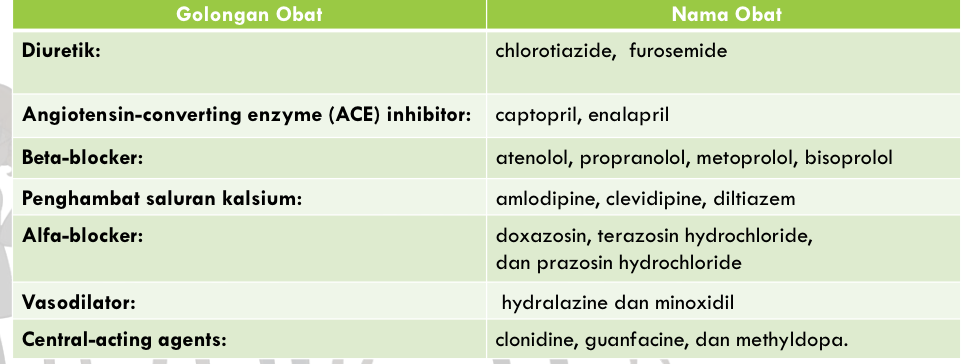 Golongan Obat
Nama Obat
Diuretik:
chlorotiazide, furosemide
Angiotensin-converting enzyme (ACE) inhibitor:
captopril, enalapril
Beta-blocker:
atenolol, propranolol, metoprolol, bisoprolol
Penghambat saluran kalsium:
amlodipine, clevidipine, diltiazem
Alfa-blocker:
doxazosin, terazosin hydrochloride,
dan prazosin hydrochloride
Vasodilator:
hydralazine dan minoxidil
Central-acting agents:
clonidine, guanfacine, dan methyldopa.